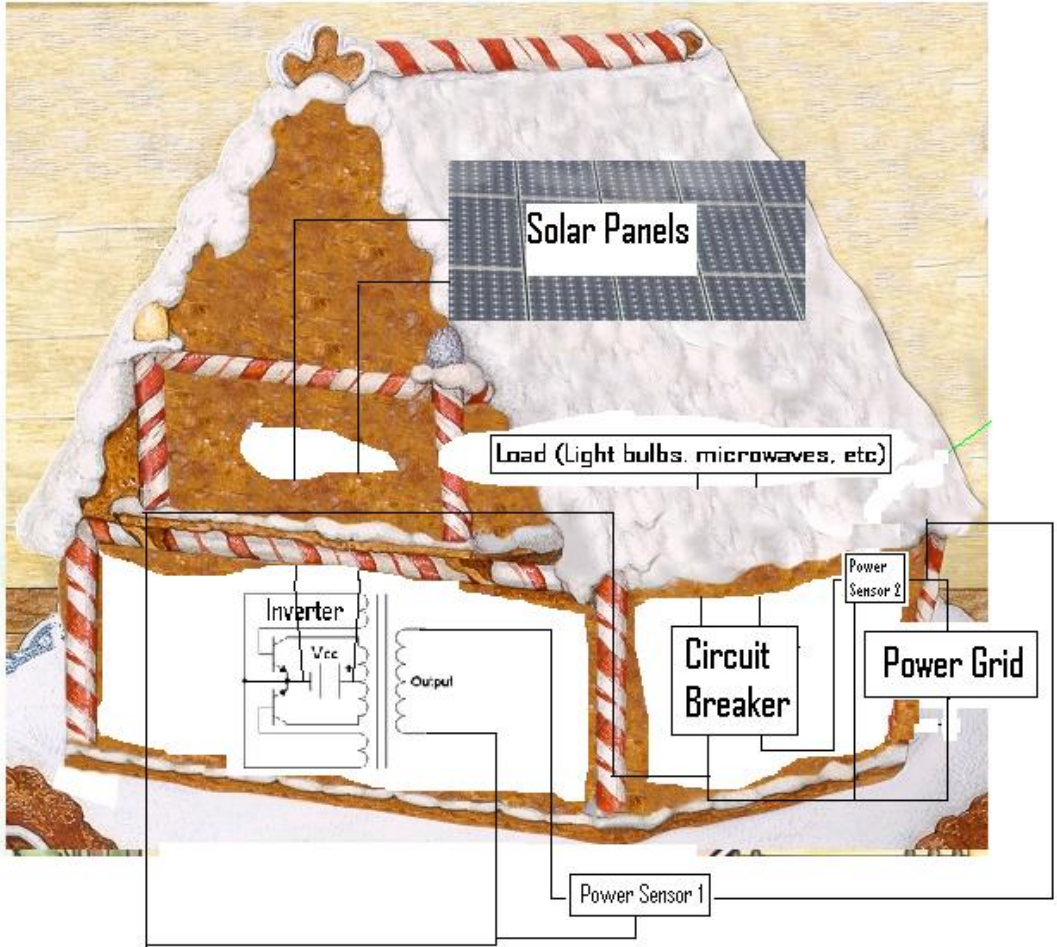 Solar Panels
Load (Light bulbs. microwaves, etc)
Power
Sensor 2
Inverter
Vcc
+
Output
Circuit
Breaker
Power Grid
Power Sensor 1